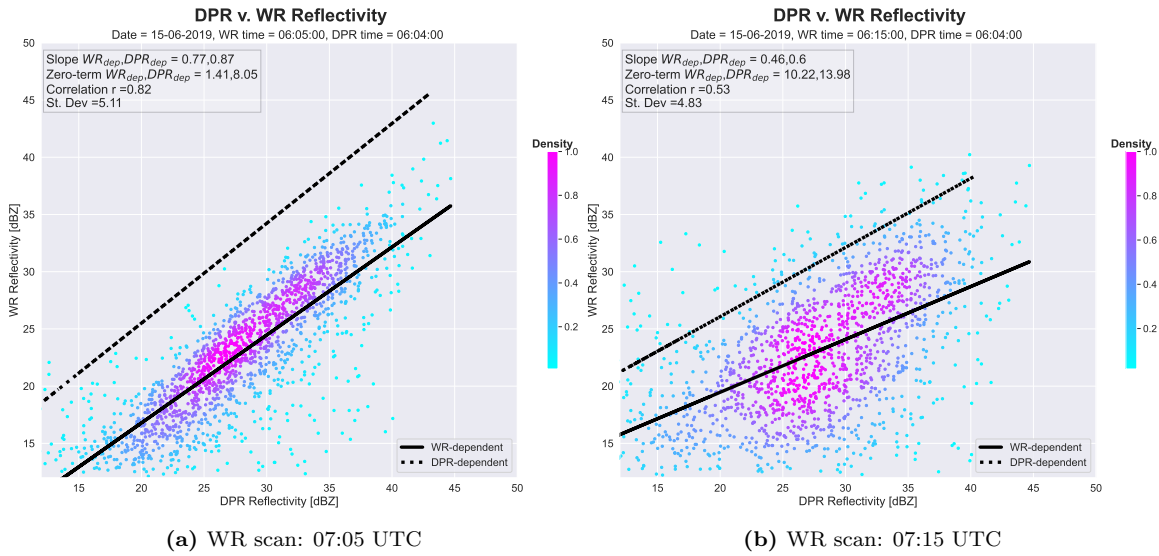 DPR v. WR Reflectivity
Date = 15-06-2019, WR time = 06:05:00, DPR time = 06:04:00
50
45
40
35
30
25
20
15
WR Reflectivity [dBZ]
Slope WR_dep,DPR_dep = 0.77,0.87
Zero-term WR_dep,DPR_dep = 1.41,8.05
Correlation r =0.82
St. Dev =5.11
WR-dependent
DPR-dependent
15 20 25 30 35 40 45 50
DPR Reflectivity [dBZ]
Density
1.0
0.8
0.6
0.4
0.2
(a) WR scan: 07:05 UTC
DPR v. WR Reflectivity
Date = 15-06-2019, WR time = 06:15:00, DPR time = 06:04:00
50
45
40
35
30
25
20
15
WR Reflectivity [dBZ]
Slope WR_dep,DPR_dep = 0.46,0.6
Zero-term WR_dep,DPR_dep = 10.22,13.98
Correlation r =0.53
St. Dev =4.83
WR-dependent
DPR-dependent
15 20 25 30 35 40 45 50
DPR Reflectivity [dBZ]
Density
1.0
0.8
0.6
0.4
0.2
(b) WR scan: 07:15 UTC